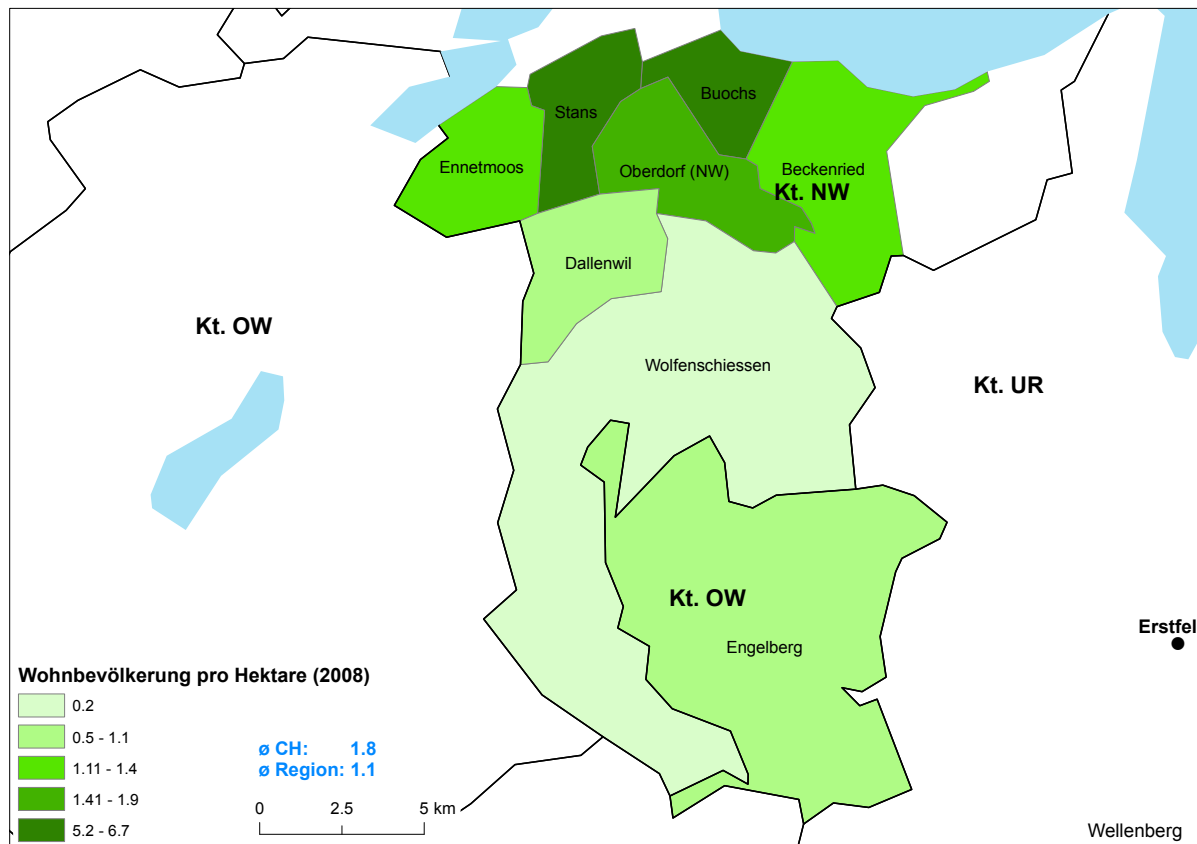 Stans
Buochs
Ennetmoos
Oberdorf (NW)
Beckenried
Kt. NW
Dallenwil
Kt. OW
Wolfenschiessen
Kt. UR
Kt. OW
Engelberg
Erstfel
Wohnbevölkerung pro Hektare (2008)
0.2
0.5 - 1.1
1.11 - 1.4
1.41 - 1.9
5.2 - 6.7
ø CH: 1.8
ø Region: 1.1
0 2.5 5 km
Wellenberg